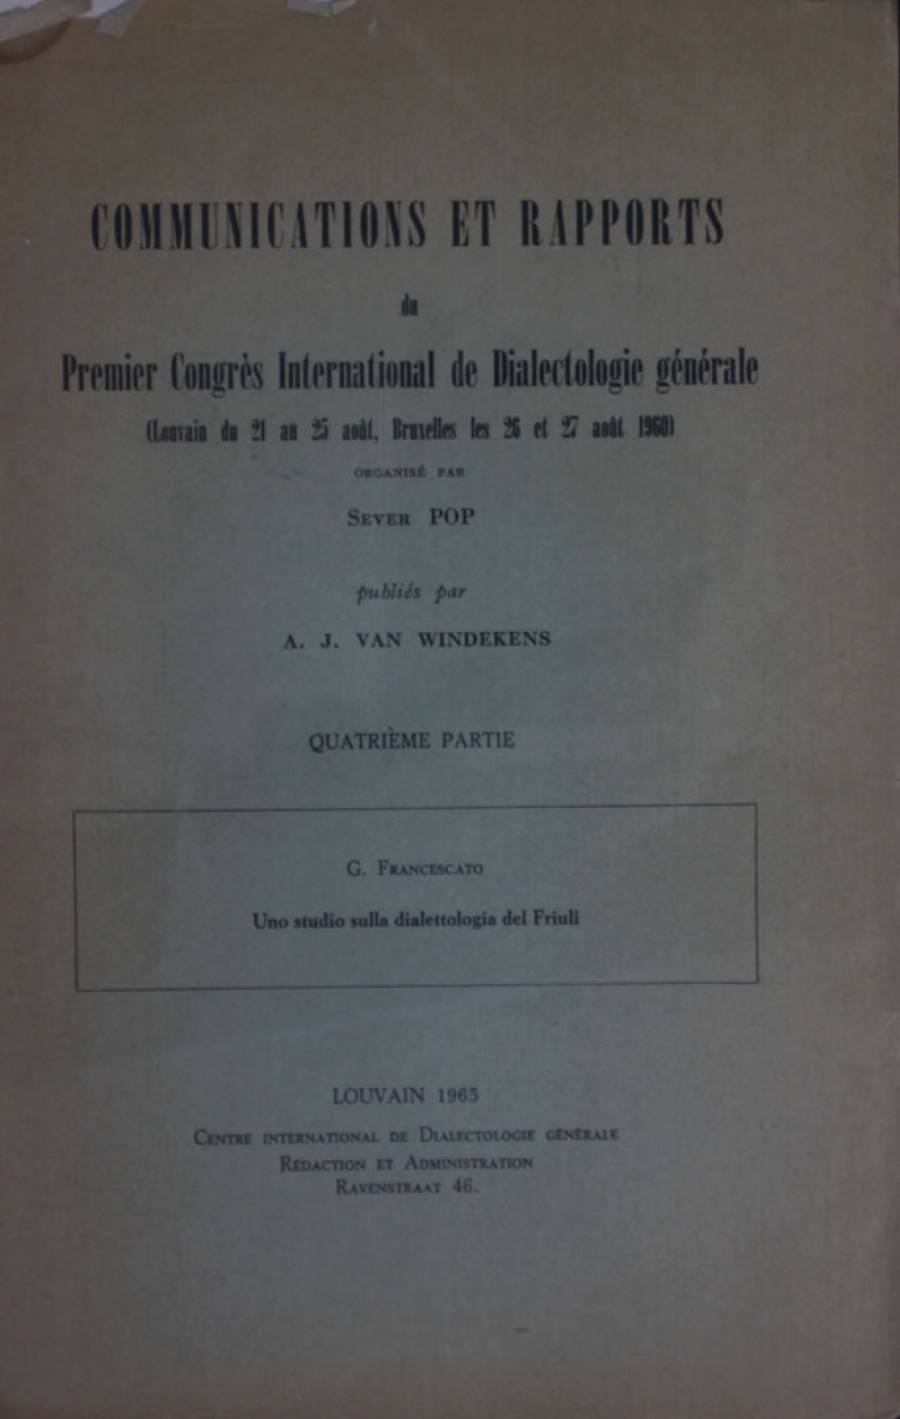 COMMUNICATIONS ET RAPPORTS
du
Premier Congrès International de Dialectologie générale
(Louvain du 21 au 25 août, Bruxelles les 26 et 27 août 1960)
ORGANISÉ PAR
SEVER POP
publiés par
A. J. VAN WINDEKENS
QUATRIÈME PARTIE
G. FRANCESCATO
Uno studio sulla dialettologia del Friuli
LOUVAIN 1965
CENTRE INTERNATIONAL DE DIALECTOLOGIE GÉNÉRALE
RÉDACTION ET ADMINISTRATION
RAVENSTRAAT 46.